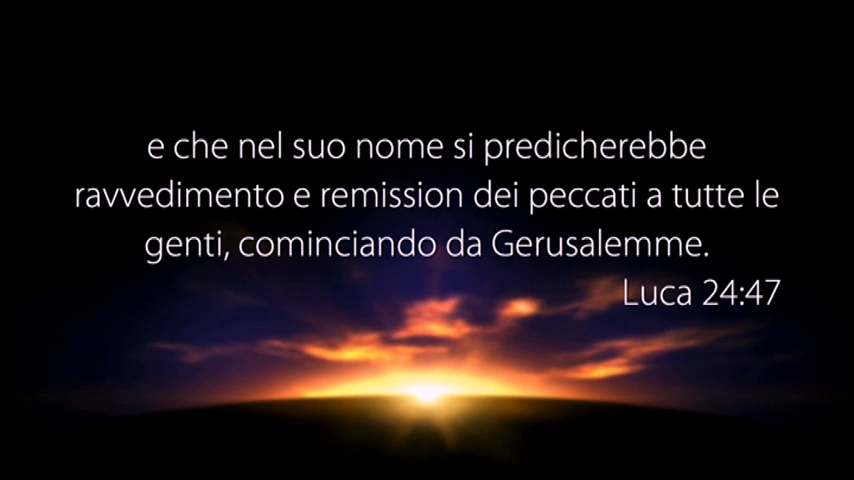 e che nel suo nome si predicherebbe
ravvedimento e remission dei peccati a tutte le
genti, cominciando da Gerusalemme.
Luca 24:47